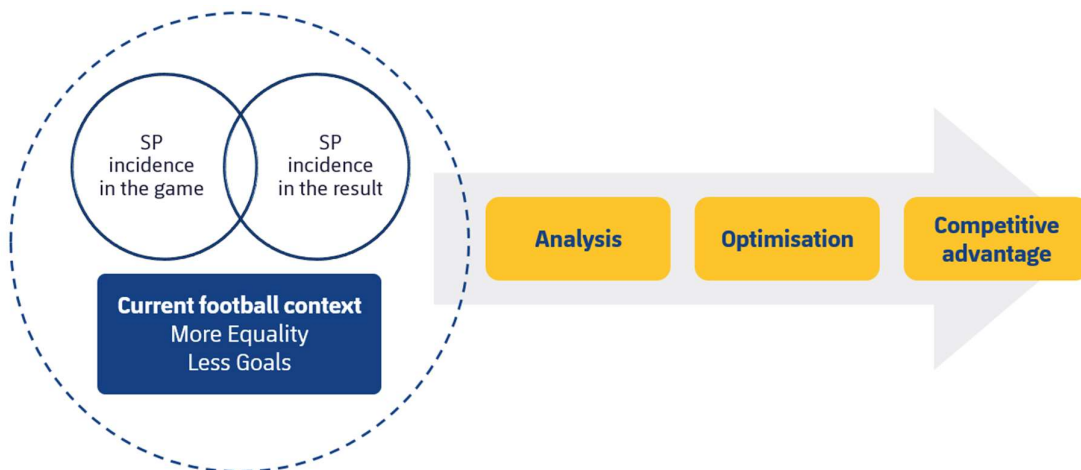 SP
incidence
in the game
SP
incidence
in the result
Current football context
More Equality
Less Goals
Analysis
Optimisation
Competitive
advantage